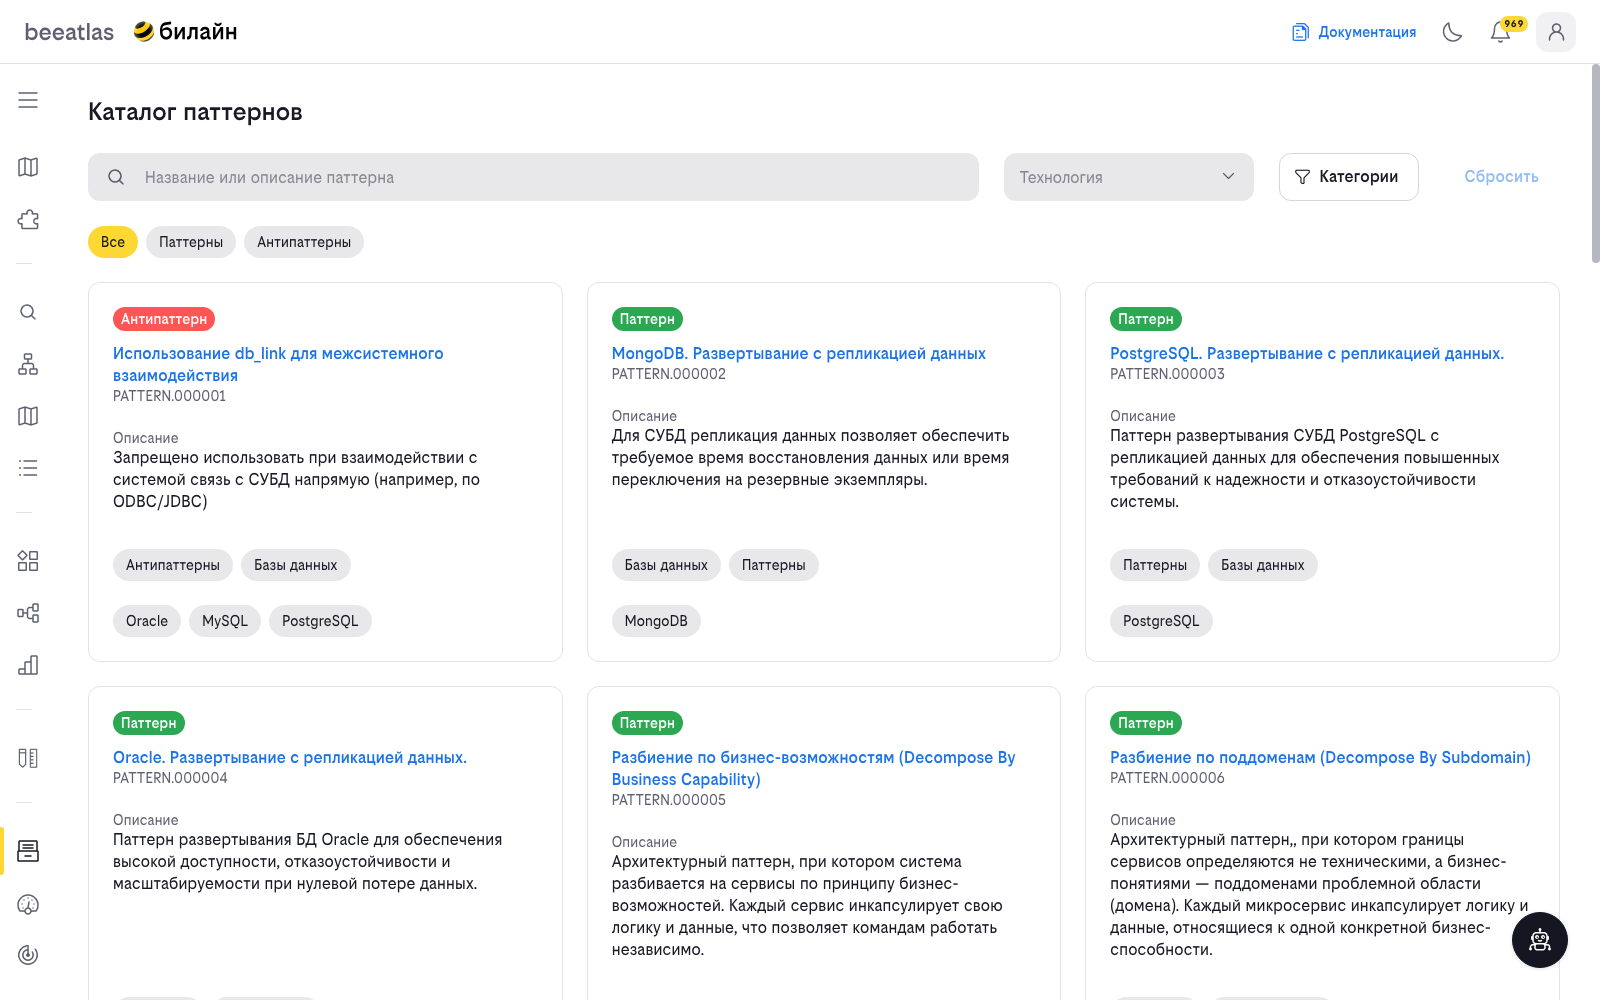 beeatlas
билайн
Документация
969
Каталог паттернов
Название или описание паттерна
Технология
Категории
Сбросить
Все
Паттерны
Антипаттерны
Антипаттерн
Использование db_link для межсистемного
взаимодействия
PATTERN.000001
Описание
Запрещено использовать при взаимодействии с
системой связь с СУБД напрямую (например, по
ODBC/JDBC)
Антипаттерны
Базы данных
Oracle
MySQL
PostgreSQL
Паттерн
MongoDB. Развертывание с репликацией данных
PATTERN.000002
Описание
Для СУБД репликация данных позволяет обеспечить
требуемое время восстановления данных или время
переключения на резервные экземпляры.
Базы данных
Паттерны
MongoDB
Паттерн
PostgreSQL. Развертывание с репликацией данных.
PATTERN.000003
Описание
Паттерн развертывания СУБД PostgreSQL с
репликацией данных для обеспечения повышенных
требований к надежности и отказоустойчивости
системы.
Паттерны
Базы данных
PostgreSQL
Паттерн
Oracle. Развертывание с репликацией данных.
PATTERN.000004
Описание
Паттерн развертывания БД Oracle для обеспечения
высокой доступности, отказоустойчивости и
масштабируемости при нулевой потере данных.
Паттерн
Разбиение по бизнес-возможностям (Decompose By
Business Capability)
PATTERN.000005
Описание
Архитектурный паттерн, при котором система
разбивается на сервисы по принципу бизнес-
возможностей. Каждый сервис инкапсулирует свою
логику и данные, что позволяет командам работать
независимо.
Паттерн
Разбиение по поддоменам (Decompose By Subdomain)
PATTERN.000006
Описание
Архитектурный паттерн,, при котором границы
сервисов определяются не техническими, а бизнес-
понятиями — поддоменами проблемной области
(домена). Каждый микросервис инкапсулирует логику и
данные, относящиеся к одной конкретной бизнес-
способности.